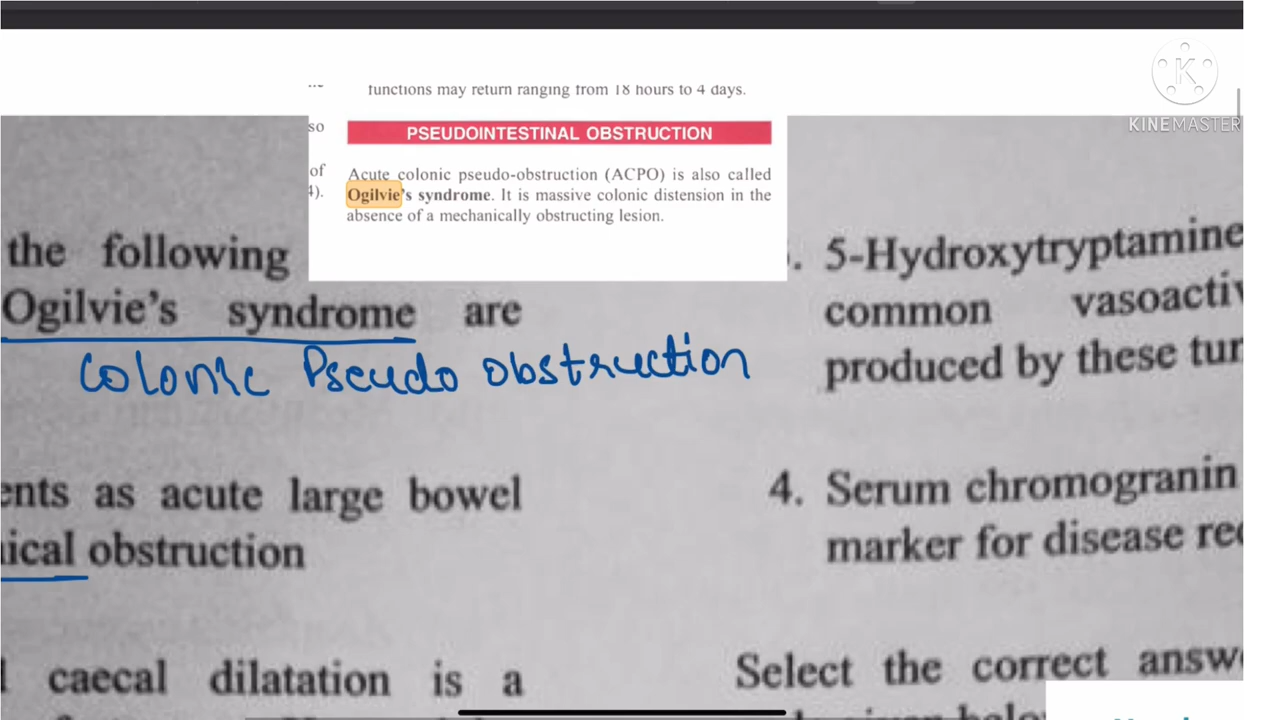 functions may return ranging from 18 hours to 4 days.
so
PSEUDOINTESTINAL OBSTRUCTION
of
4).
Acute colonic pseudo-obstruction (ACPO) is also called
Ogilvie's syndrome. It is massive colonic distension in the
absence of a mechanically obstructing lesion.
the following
Ogilvie's syndrome are
Colonic Pseudo obstruction
ents as acute large bowel
ical obstruction
caecal dilatation is a
5-Hydroxytryptamine
common vasoactiv
produced by these tur
4. Serum chromogranin
marker for disease rec
Select the correct answ
KINEMASTER